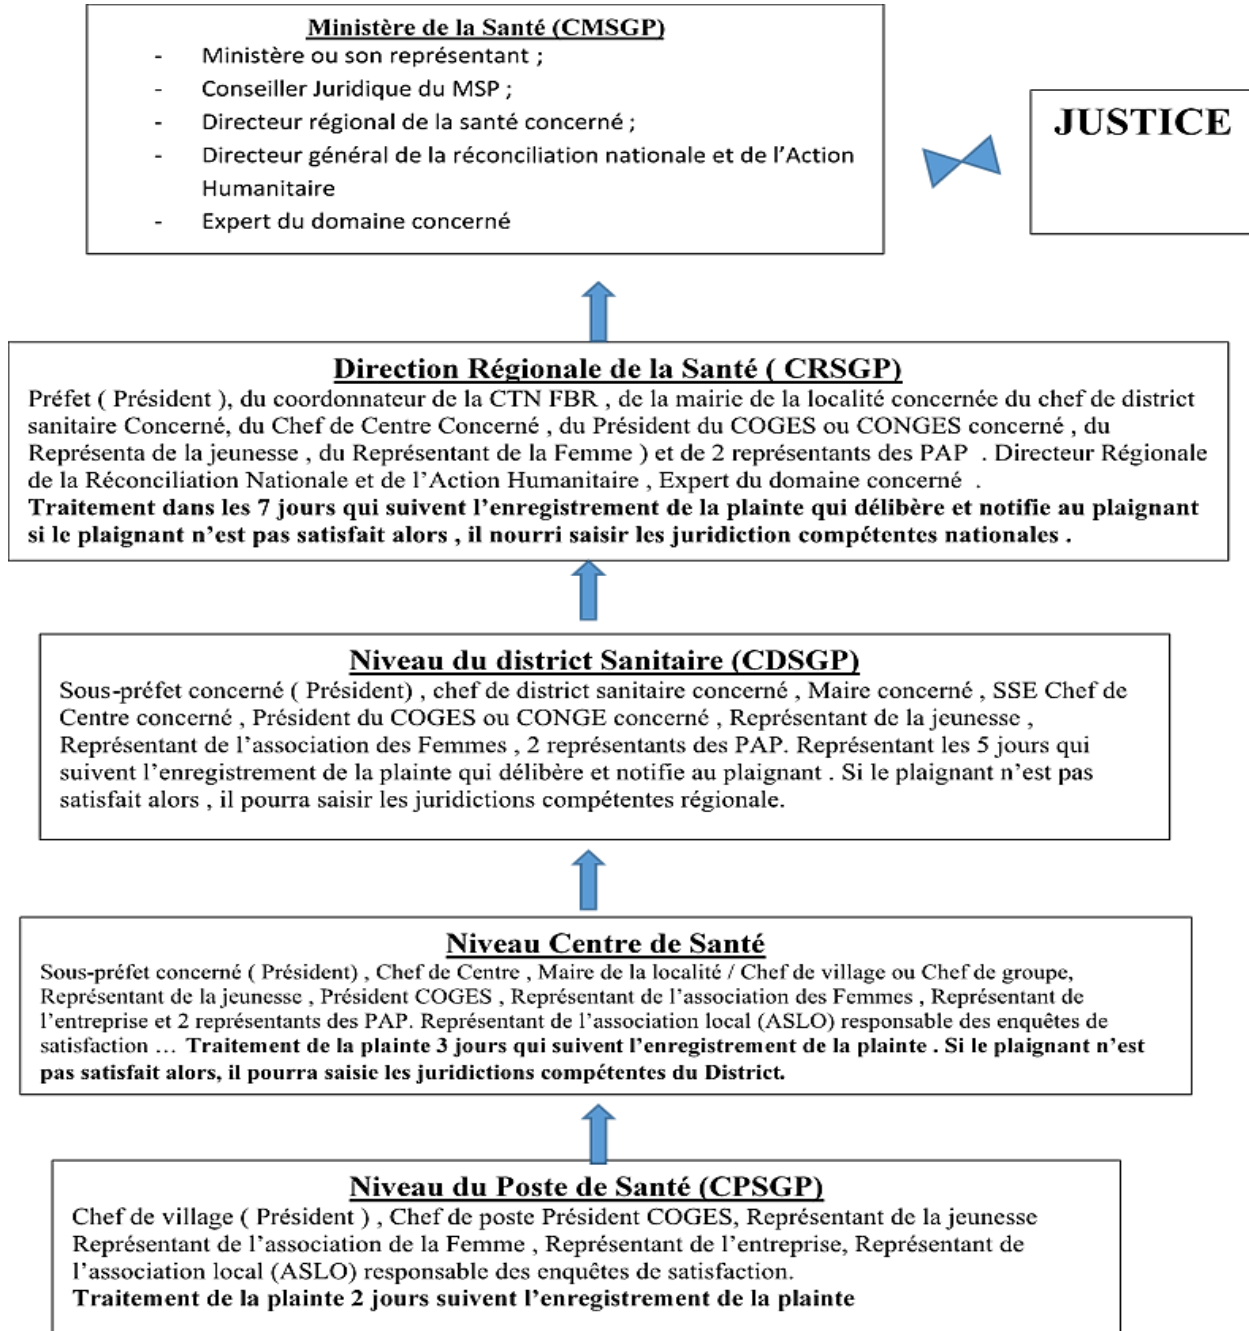 Ministère de la Santé (CMSGP)
- Ministère ou son représentant ;
- Conseiller Juridique du MSP ;
- Directeur régional de la santé concerné ;
- Directeur général de la réconciliation nationale et de l'Action
Humanitaire
- Expert du domaine concerné
JUSTICE
Direction Régionale de la Santé ( CRSGP)
Préfet ( Président ), du coordonnateur de la CTN FBR , de la mairie de la localité concernée du chef de district
sanitaire Concerné, du Chef de Centre Concerné , du Président du COGES ou CONGES concerné , du
Représenta de la jeunesse , du Représentant de la Femme ) et de 2 représentants des PAP . Directeur Régionale
de la Réconciliation Nationale et de l'Action Humanitaire , Expert du domaine concerné .
Traitement dans les 7 jours qui suivent l'enregistrement de la plainte qui délibère et notifie au plaignant
si le plaignant n'est pas satisfait alors , il nourri saisir les juridiction compétentes nationales .
Niveau du district Sanitaire (CDSGP)
Sous-préfet concerné ( Président) , chef de district sanitaire concerné , Maire concerné , SSE Chef de
Centre concerné , Président du COGES ou CONGE concerné , Représentant de la jeunesse ,
Représentant de l'association des Femmes , 2 représentants des PAP. Représentant les 5 jours qui
suivent l'enregistrement de la plainte qui délibère et notifie au plaignant . Si le plaignant n'est pas
satisfait alors , il pourra saisir les juridictions compétentes régionale.
Niveau Centre de Santé
Sous-préfet concerné ( Président) , Chef de Centre , Maire de la localité / Chef de village ou Chef de groupe,
Représentant de la jeunesse , Président COGES , Représentant de l'association des Femmes , Représentant de
l'entreprise et 2 représentants des PAP. Représentant de l'association local (ASLO) responsable des enquêtes de
satisfaction … Traitement de la plainte 3 jours qui suivent l'enregistrement de la plainte . Si le plaignant n'est
pas satisfait alors, il pourra saisie les juridictions compétentes du District.
Niveau du Poste de Santé (CPSGP)
Chef de village ( Président ) , Chef de poste Président COGES, Représentant de la jeunesse
Représentant de l'association de la Femme , Représentant de l'entreprise, Représentant de
l'association local (ASLO) responsable des enquêtes de satisfaction.
Traitement de la plainte 2 jours suivent l'enregistrement de la plainte